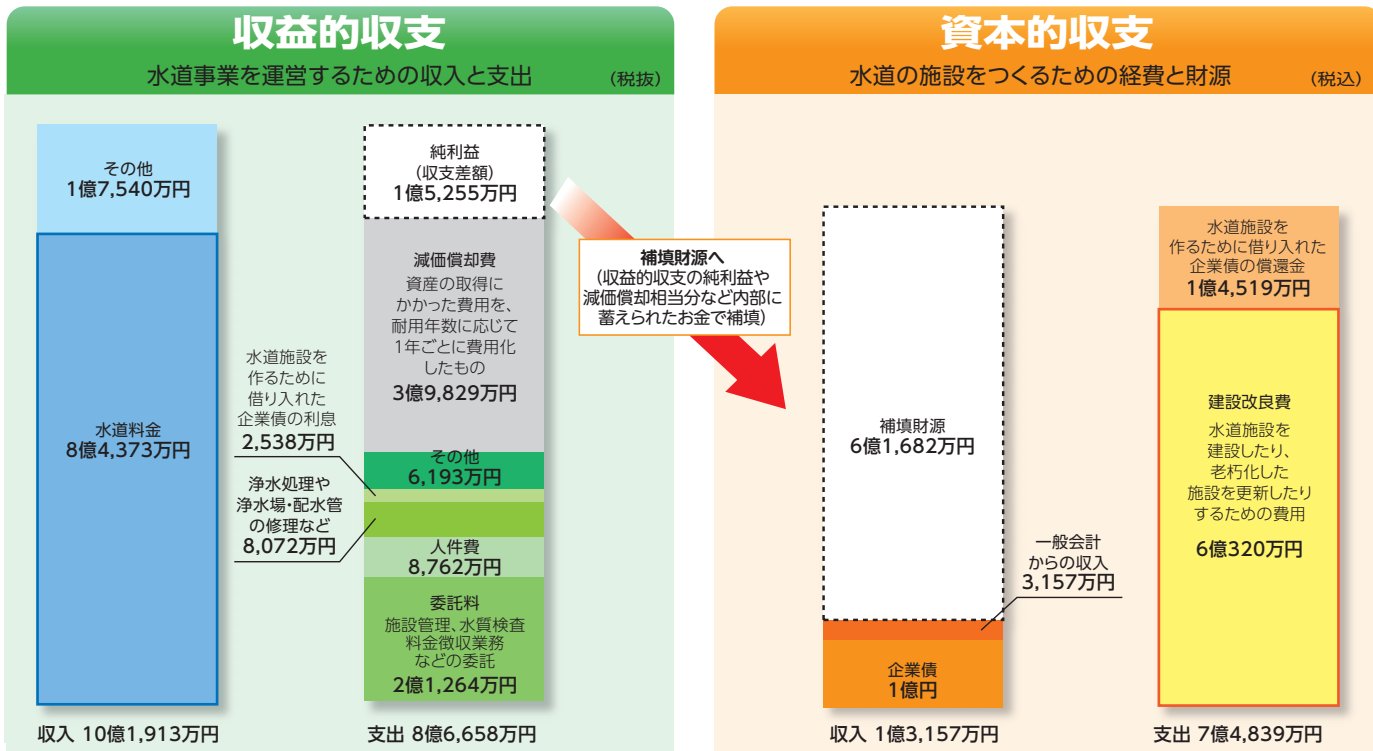 収益的収支
水道事業を運営するための収入と支出
(税抜)
その他
1億7,540万円
水道料金
8億4,373万円
収入 10億1,913万円
純利益
(収支差額)
1億5,255万円
減価償却費
資産の取得に
かかった費用を、
耐用年数に応じて
1年ごとに費用化
したもの
3億9,829万円
その他
6,193万円
水道施設を
作るために
借り入れた
企業債の利息
2,538万円
浄水処理や
浄水場・配水管
の修理など
8,072万円
人件費
8,762万円
委託料
施設管理、水質検査
料金徴収業務
などの委託
2億1,264万円
支出 8億6,658万円
補填財源へ
(収益的収支の純利益や
減価償却相当分など内部に
蓄えられたお金で補填)
資本的収支
水道の施設をつくるための経費と財源
(税込)
補填財源
6億1,682万円
一般会計
からの収入
3,157万円
企業債
1億円
収入 1億3,157万円
水道施設を
作るために借り入れた
企業債の償還金
1億4,519万円
建設改良費
水道施設を
建設したり、
老朽化した
施設を更新したり
するための費用
6億320万円
支出 7億4,839万円